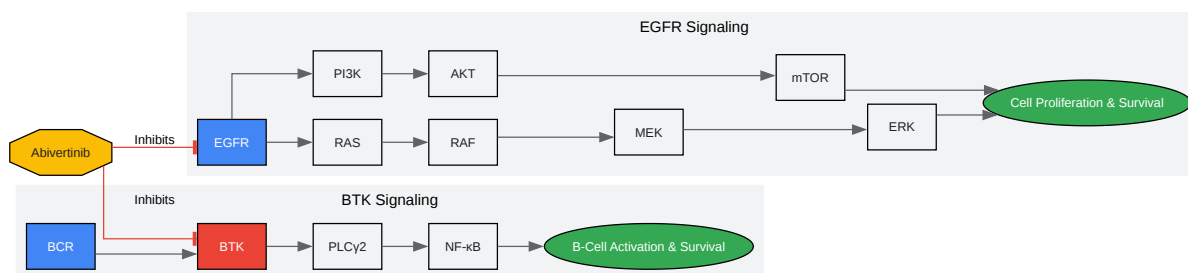 EGFR Signaling
PI3K
AKT
mTOR
Cell Proliferation & Survival
Abivertinib
Inhibits
EGFR
RAS
RAF
MEK
ERK
Inhibits
BTK Signaling
BCR
BTK
PLCγ2
NF-κB
B-Cell Activation & Survival